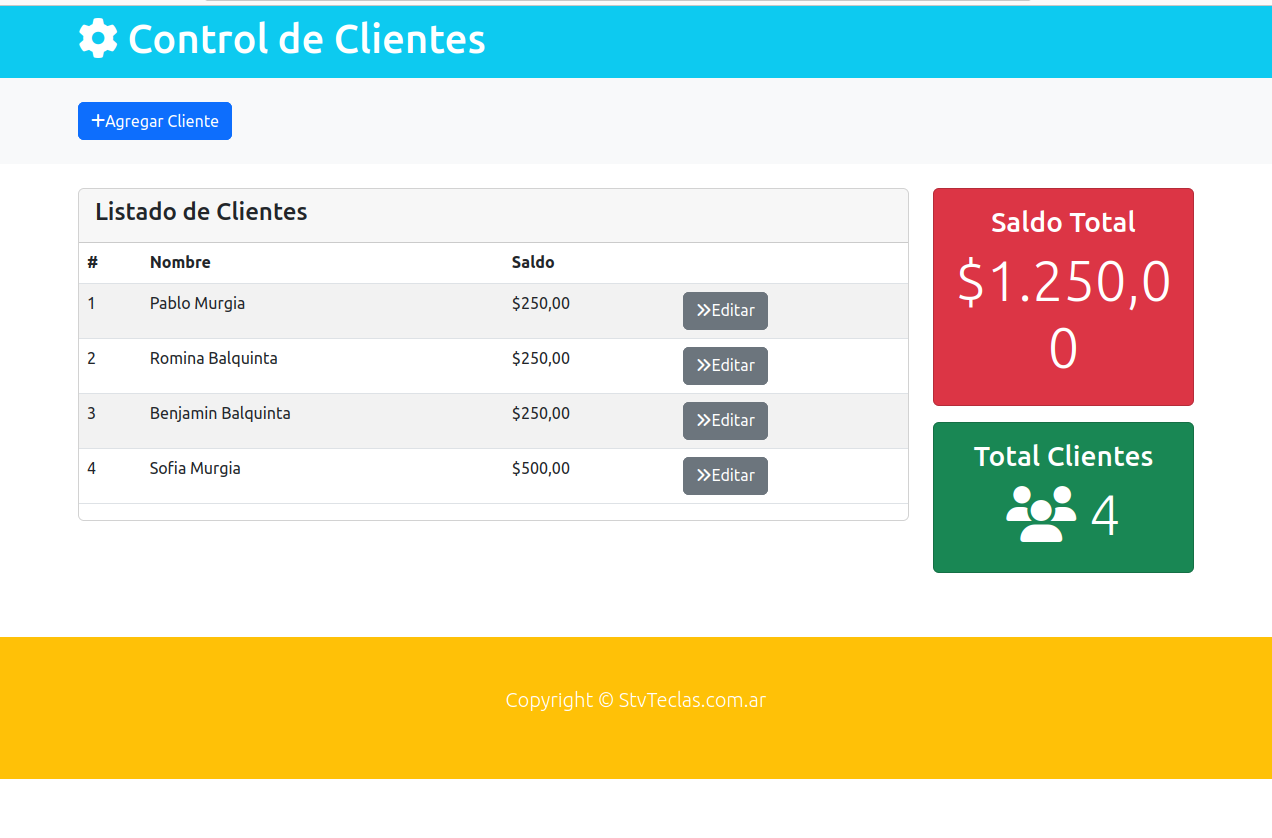 Control de Clientes
+Agregar Cliente
Listado de Clientes
# Nombre Saldo
1 Pablo Murgia $250,00 Editar
2 Romina Balquinta $250,00 Editar
3 Benjamin Balquinta $250,00 Editar
4 Sofia Murgia $500,00 Editar
Saldo Total
$1.250,0
0
Total Clientes
4
Copyright © StvTeclas.com.ar